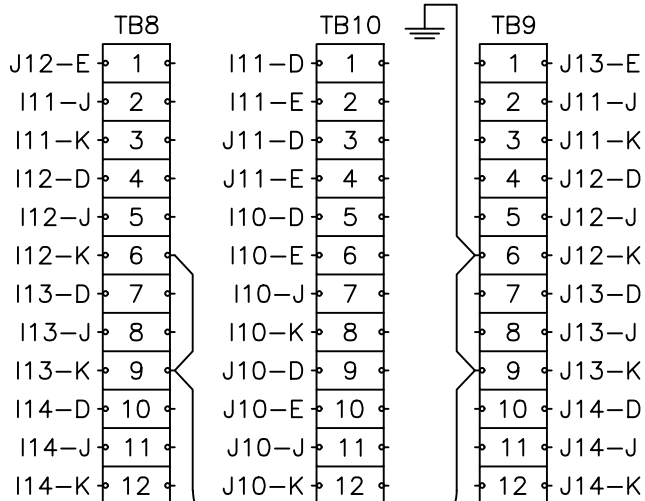 TB8 TB10 TB9
J12-E 1 I11-D 1 1 J13-E
I11-J 2 I11-E 2 2 J11-J
I11-K 3 J11-D 3 3 J11-K
I12-D 4 J11-E 4 4 J12-D
I12-J 5 I10-D 5 5 J12-J
I12-K 6 I10-E 6 6 J12-K
I13-D 7 I10-J 7 7 J13-D
I13-J 8 I10-K 8 8 J13-J
I13-K 9 J10-D 9 9 J13-K
I14-D 10 J10-E 10 10 J14-D
I14-J 11 J10-J 11 11 J14-J
I14-K 12 J10-K 12 12 J14-K